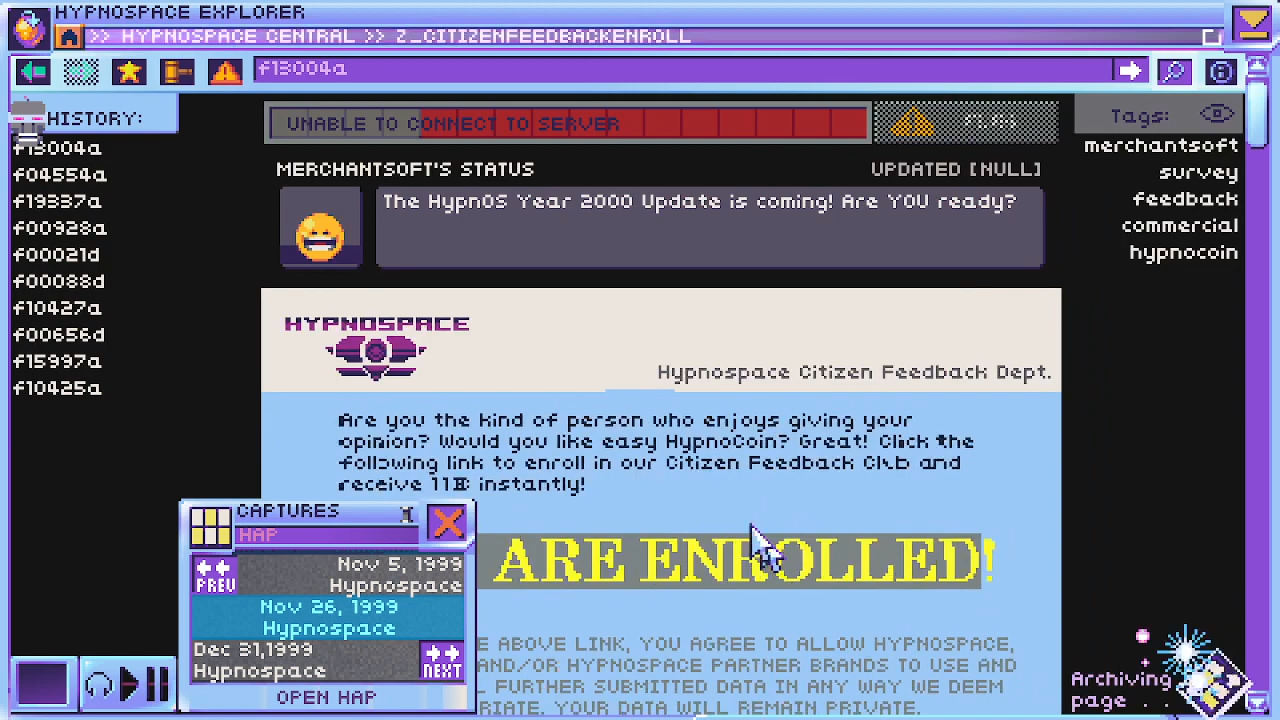 HYPNOSPACE EXPLORER
>> HYPNOSPACE CENTRAL >> Z_CITIZENFEEDBACKENROLL
f13004a
HISTORY:
f13004a
f04554a
f19337a
f00928a
f00021d
f00088d
f10427a
f00656d
f15997a
f10425a
UNABLE TO CONNECT TO SERVER
Tags:
merchantsoft
survey
feedback
commercial
hypnocoin
MERCHANTSOFT'S STATUS
UPDATED [NULL]
The HypnOS Year 2000 Update is coming! Are YOU ready?
HYPNOSPACE
Hypnospace Citizen Feedback Dept.
Are you the kind of person who enjoys giving your
opinion? Would you like easy HypnoCoin? Great! Click the
following link to enroll in our Citizen Feedback Club and
receive instantly!
ARE ENROLLED!
E ABOVE LINK, YOU AGREE TO ALLOW HYPNOSPACE,
AND/OR HYPNOSPACE PARTNER BRANDS TO USE AND
FURTHER SUBMITTED DATA IN ANY WAY WE DEEM
RIATE. YOUR DATA WILL REMAIN PRIVATE.
CAPTURES
HAP
PREV
Nov 5, 1999
Hypnospace
Nov 26, 1999
Hypnospace
Dec 31,1999
Hypnospace
NEXT
OPEN HAP
Archiving
page . .